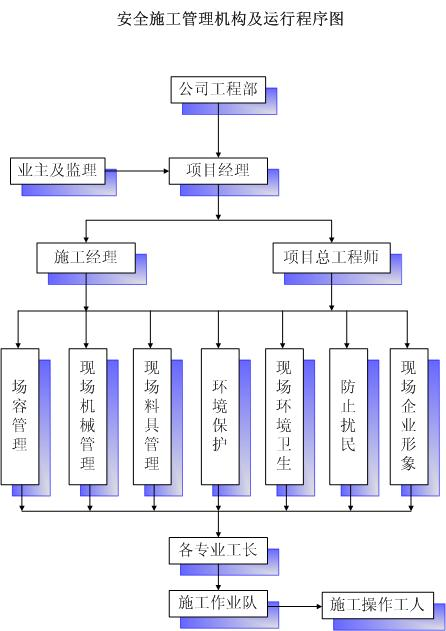 安全施工管理机构及运行程序图
公司工程部
业主及监理
项目经理
施工经理
项目总工程师
场容管理
现场机械管理
现场料具管理
环境保护
现场环境卫生
防止扰民
现场企业形象
各专业工长
施工作业队
施工操作工人